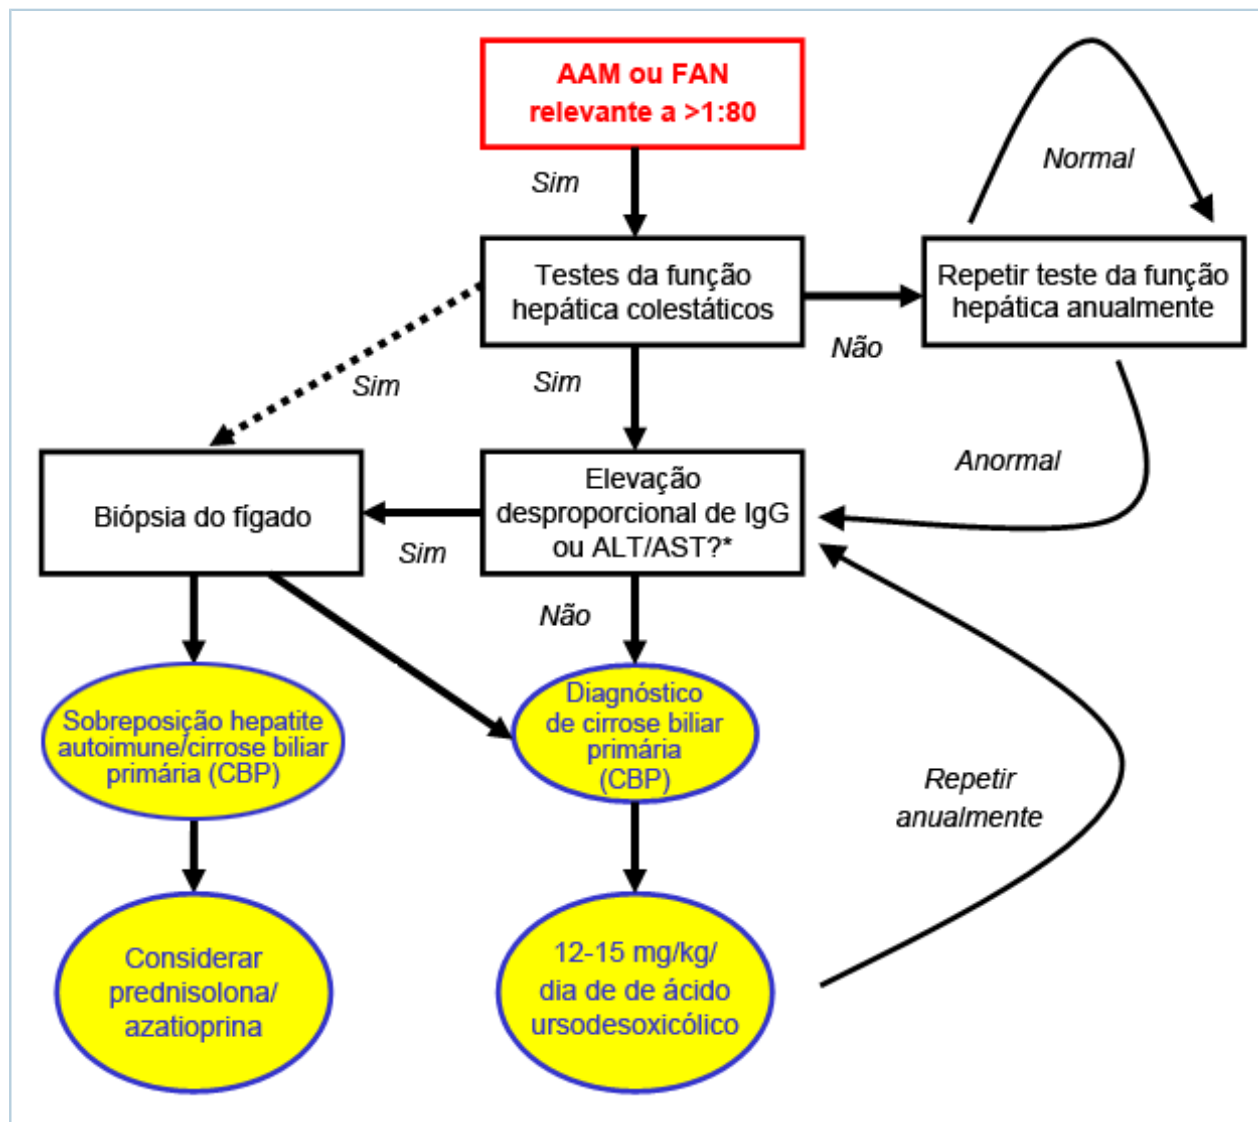 AAM ou FAN
relevante a >1:80
Sim
Normal
Testes da função
hepática colestáticos
Repetir teste da função
hepática anualmente
Não
Sim
Sim
Anormal
Biópsia do fígado
Elevação
desproporcional de IgG
ou ALT/AST?*
Sim
Não
Sobreposição hepatite
autoimune/cirrose biliar
primária (CBP)
Diagnóstico
de cirrose biliar
primária
(CBP)
Repetir
anualmente
Considerar
prednisolona/
azatioprina
12-15 mg/kg/
dia de de ácido
ursodesoxicólico